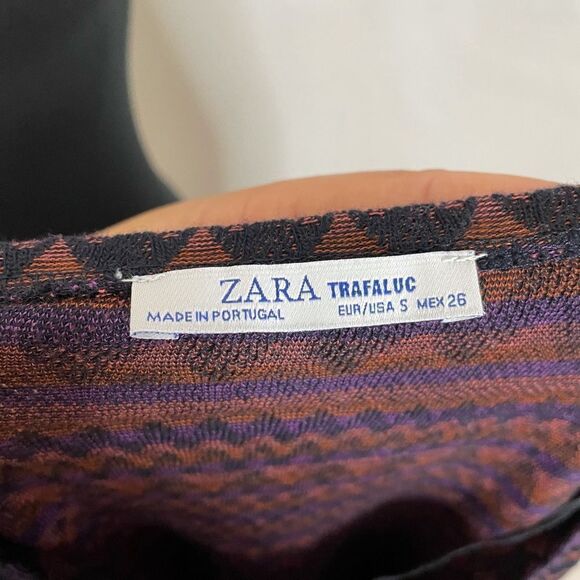 ZARA TRAFALUC
MADE IN PORTUGAL EUR/USA S MEX 26